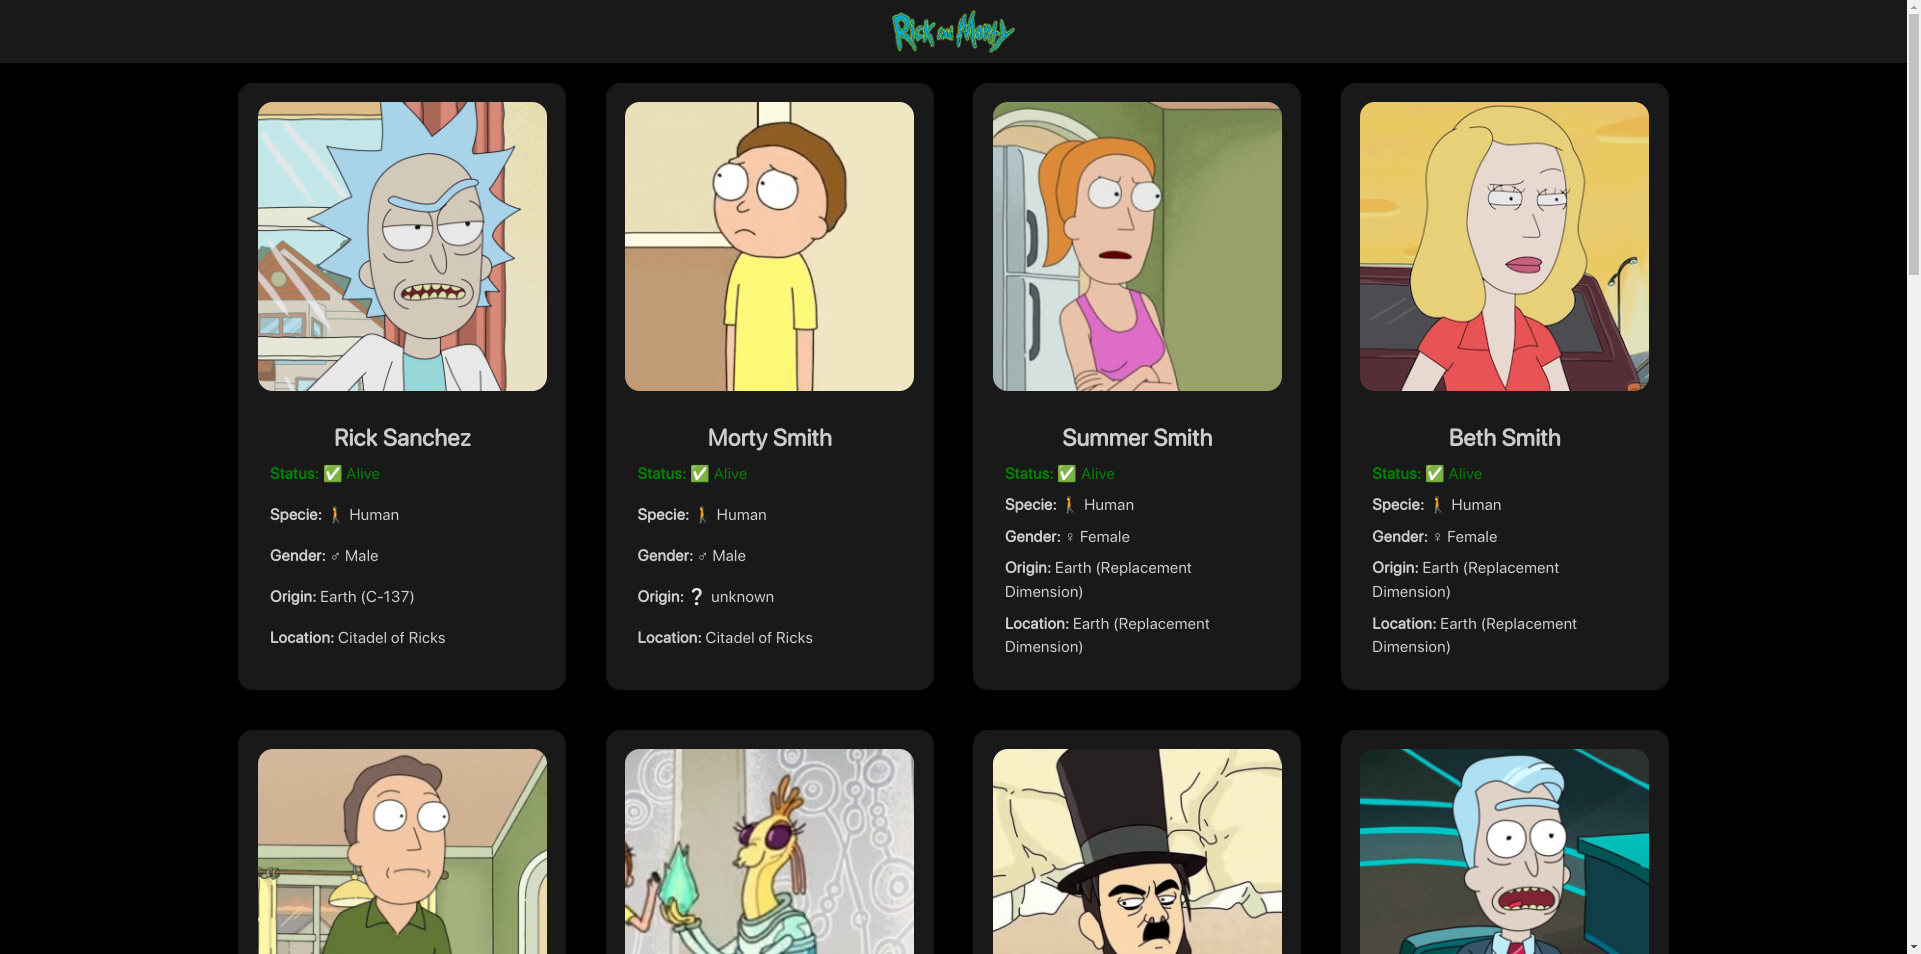 Rick and Morty
Rick Sanchez
Status: ✅ Alive
Specie: 🚶 Human
Gender: ♂ Male
Origin: Earth (C-137)
Location: Citadel of Ricks
Morty Smith
Status: ✅ Alive
Specie: 🚶 Human
Gender: ♂ Male
Origin: ❔ unknown
Location: Citadel of Ricks
Summer Smith
Status: ✅ Alive
Specie: 🚶 Human
Gender: ♀ Female
Origin: Earth (Replacement
Dimension)
Location: Earth (Replacement
Dimension)
Beth Smith
Status: ✅ Alive
Specie: 🚶 Human
Gender: ♀ Female
Origin: Earth (Replacement
Dimension)
Location: Earth (Replacement
Dimension)